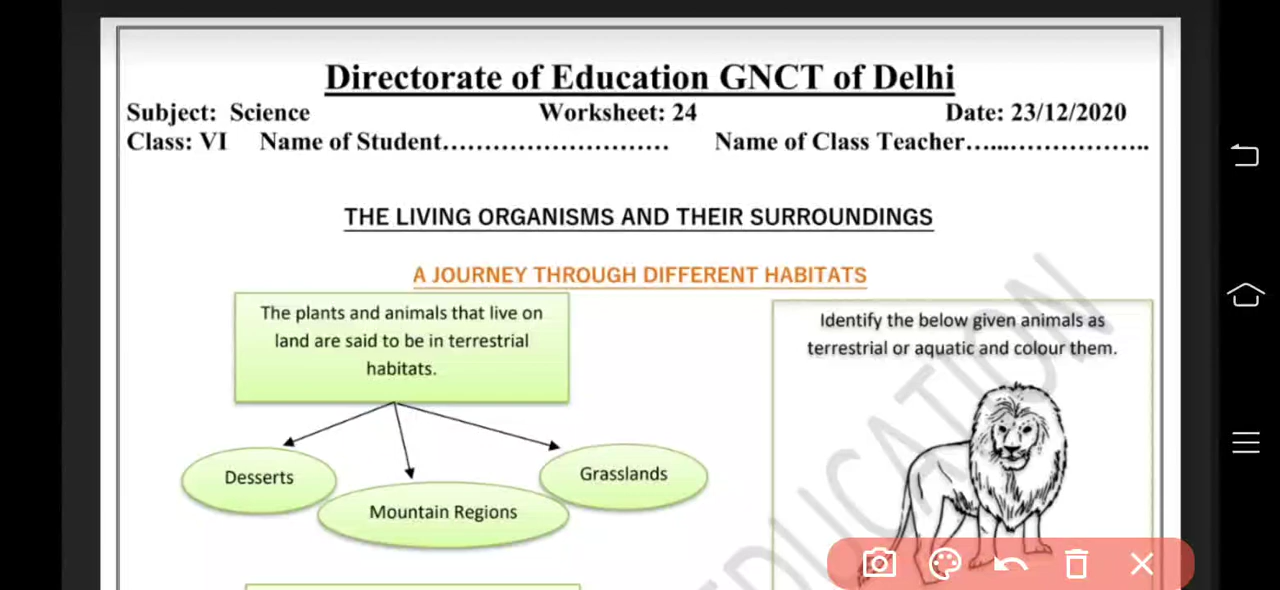 Directorate of Education GNCT of Delhi
Subject: Science Worksheet: 24 Date: 23/12/2020
Class: VI Name of Student........................... Name of Class Teacher......................
THE LIVING ORGANISMS AND THEIR SURROUNDINGS
A JOURNEY THROUGH DIFFERENT HABITATS
The plants and animals that live on
land are said to be in terrestrial
habitats.
Desserts
Mountain Regions
Grasslands
Identify the below given animals as
terrestrial or aquatic and colour them.
EDUCATION